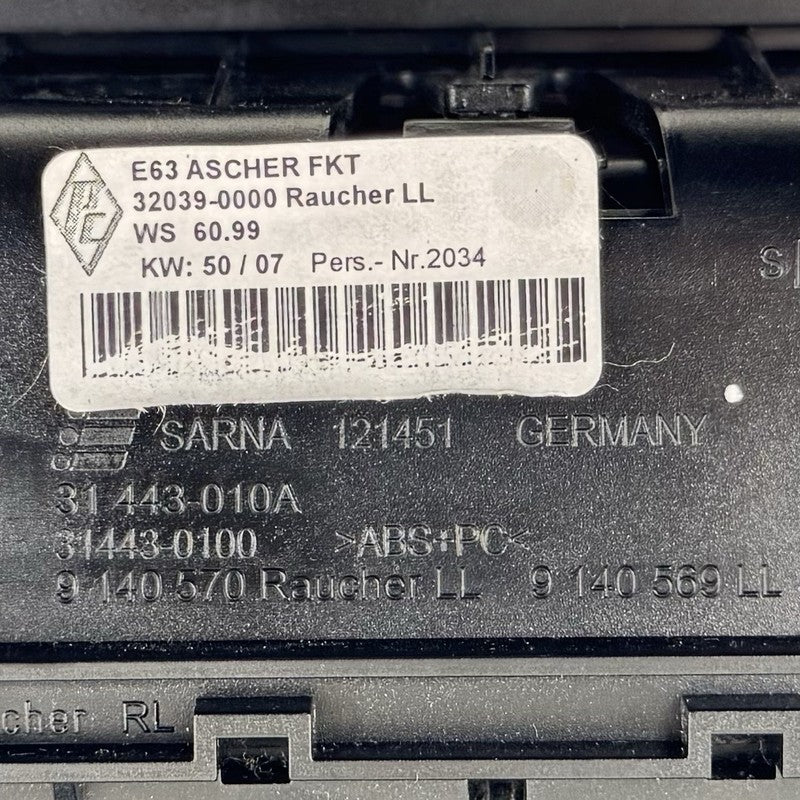 E63 ASCHER FKT
32039-0000 Raucher LL
WS 60.99
KW: 50 / 07 Pers.- Nr.2034
SARNA 121451 GERMANY
31 443-010A
31443-0100 >ABS+PC<
9 140 570 Raucher LL 9 140 569 LL
cher RL